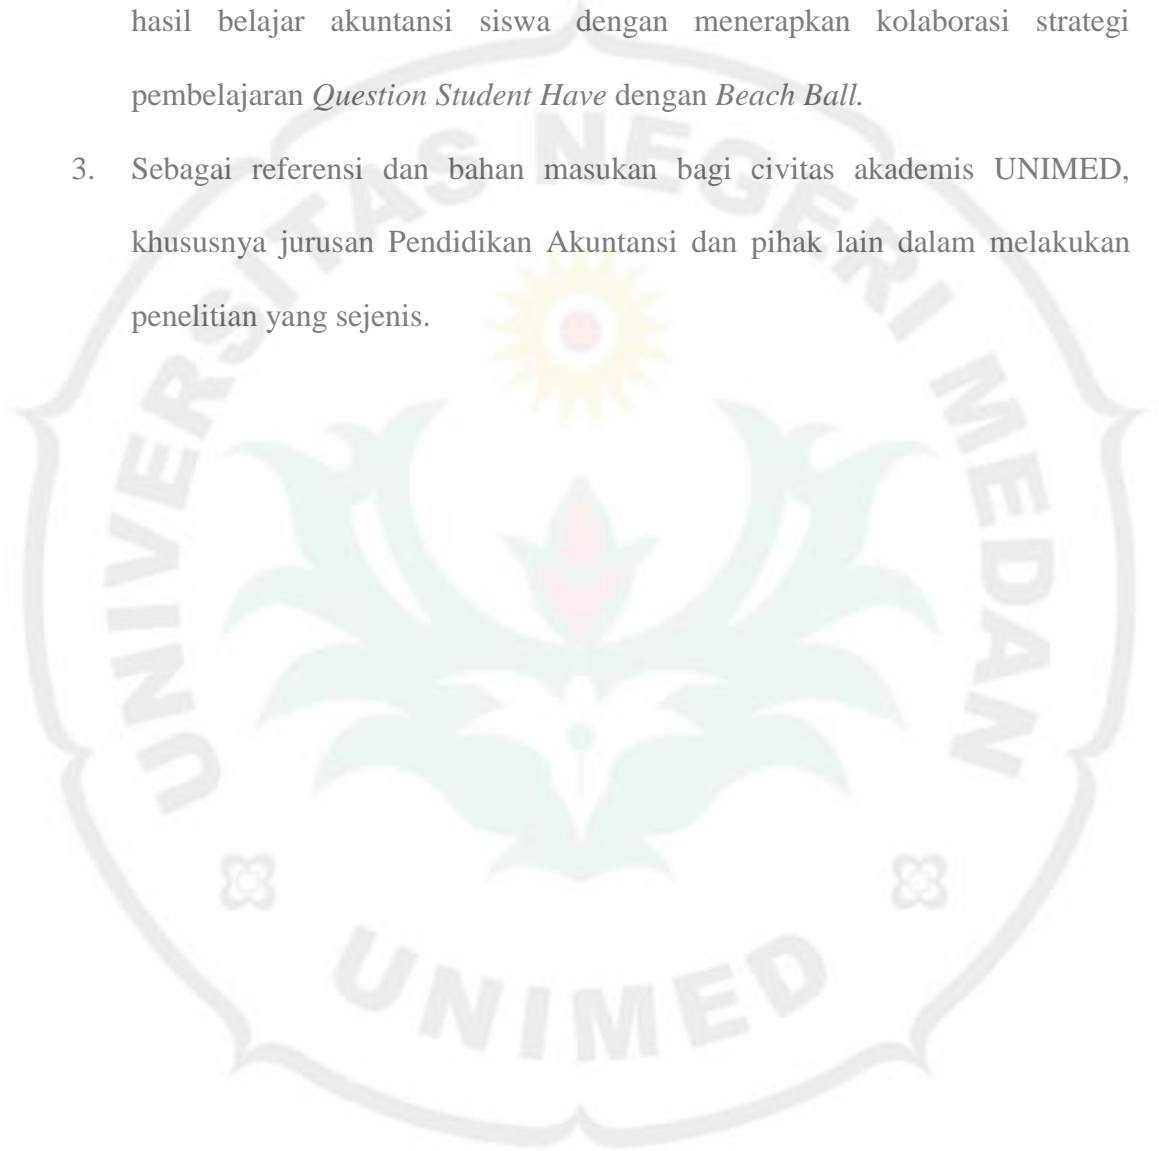 hasil belajar akuntansi siswa dengan menerapkan kolaborasi strategi
pembelajaran Question Student Have dengan Beach Ball.
3. Sebagai referensi dan bahan masukan bagi civitas akademis UNIMED,
khususnya jurusan Pendidikan Akuntansi dan pihak lain dalam melakukan
penelitian yang sejenis.
UNIVERSITAS NEGERI MEDAN
UNIMED